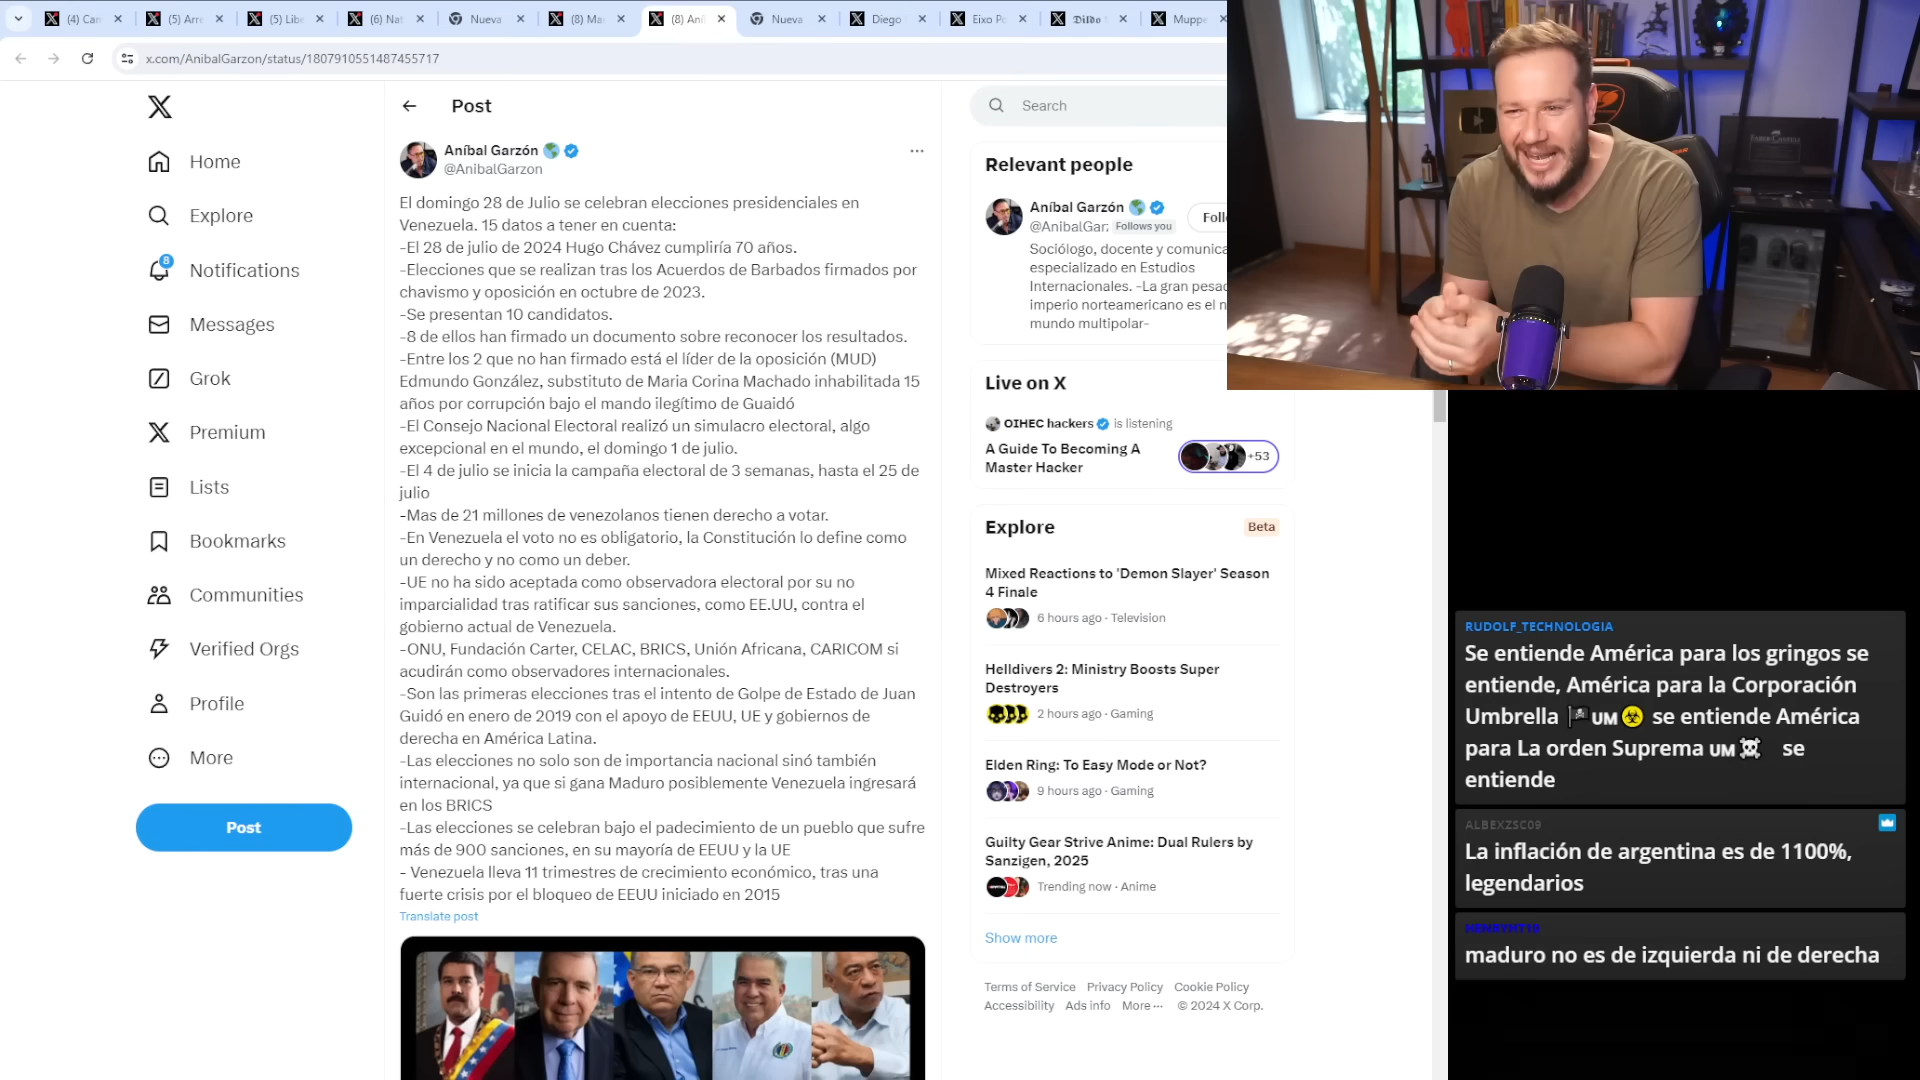 (4) Can
(5) Arre
(5) Libe
(6) Nat
Nueva
(8) Ma
(8) Aní
Nueva
Diego
Eixo Po
Dildo
Muppe
x.com/AnibalGarzon/status/1807910551487455717
Home
Explore
8
Notifications
Messages
Grok
Premium
Lists
Bookmarks
Communities
Verified Orgs
Profile
More
Post
Post
Aníbal Garzón
@AnibalGarzon
El domingo 28 de Julio se celebran elecciones presidenciales en
Venezuela. 15 datos a tener en cuenta:
-El 28 de julio de 2024 Hugo Chávez cumpliría 70 años.
-Elecciones que se realizan tras los Acuerdos de Barbados firmados por
chavismo y oposición en octubre de 2023.
-Se presentan 10 candidatos.
-8 de ellos han firmado un documento sobre reconocer los resultados.
-Entre los 2 que no han firmado está el líder de la oposición (MUD)
Edmundo González, substituto de Maria Corina Machado inhabilitada 15
años por corrupción bajo el mando ilegítimo de Guaidó
-El Consejo Nacional Electoral realizó un simulacro electoral, algo
excepcional en el mundo, el domingo 1 de julio.
-El 4 de julio se inicia la campaña electoral de 3 semanas, hasta el 25 de
julio
-Mas de 21 millones de venezolanos tienen derecho a votar.
-En Venezuela el voto no es obligatorio, la Constitución lo define como
un derecho y no como un deber.
-UE no ha sido aceptada como observadora electoral por su no
imparcialidad tras ratificar sus sanciones, como EE.UU, contra el
gobierno actual de Venezuela.
-ONU, Fundación Carter, CELAC, BRICS, Unión Africana, CARICOM si
acudirán como observadores internacionales.
-Son las primeras elecciones tras el intento de Golpe de Estado de Juan
Guidó en enero de 2019 con el apoyo de EEUU, UE y gobiernos de
derecha en América Latina.
-Las elecciones no solo son de importancia nacional sinó también
internacional, ya que si gana Maduro posiblemente Venezuela ingresará
en los BRICS
-Las elecciones se celebran bajo el padecimiento de un pueblo que sufre
más de 900 sanciones, en su mayoría de EEUU y la UE
- Venezuela lleva 11 trimestres de crecimiento económico, tras una
fuerte crisis por el bloqueo de EEUU iniciado en 2015
Translate post
Search
Relevant people
Aníbal Garzón
@AnibalGar.
Follows you
Foll
Sociólogo, docente y comunica
especializado en Estudios
Internacionales. -La gran pesad
imperio norteamericano es el n
mundo multipolar-
Live on X
OIHEC hackers is listening
A Guide To Becoming A
Master Hacker
+53
Explore
Beta
Mixed Reactions to 'Demon Slayer' Season
4 Finale
6 hours ago · Television
Helldivers 2: Ministry Boosts Super
Destroyers
2 hours ago · Gaming
Elden Ring: To Easy Mode or Not?
9 hours ago · Gaming
Guilty Gear Strive Anime: Dual Rulers by
Sanzigen, 2025
Trending now · Anime
Show more
Terms of Service Privacy Policy Cookie Policy
Accessibility Ads info More ··· © 2024 X Corp.
FABER-CASTELL
RUDOLF_TECHNOLOGIA
Se entiende América para los gringos se
entiende, América para la Corporación
Umbrella 🏴‍☠️UM☣ se entiende América
para La orden Suprema UM☠ se
entiende
ALBEXZSC09
La inflación de argentina es de 1100%,
legendarios
maduro no es de izquierda ni de derecha